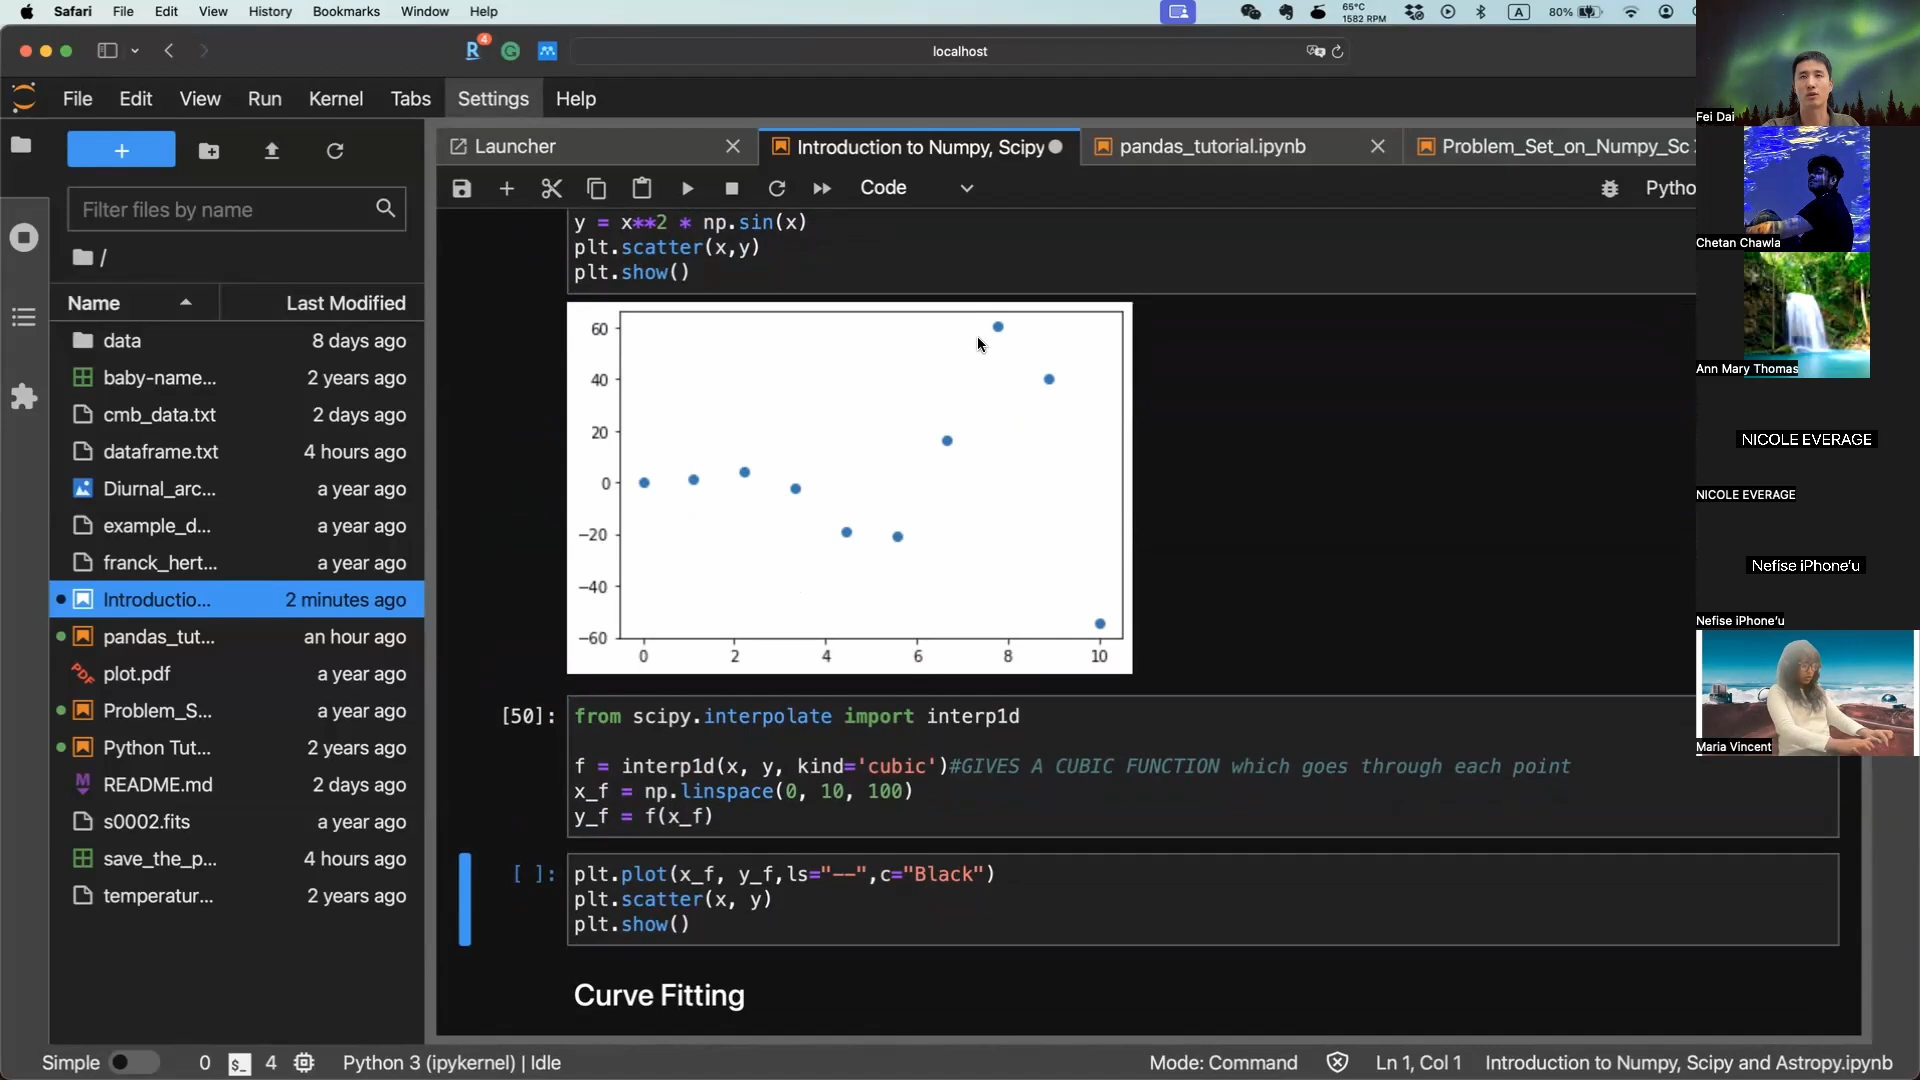 Safari File Edit View History Bookmarks Window Help
65°C
1582 RPM
A
80%
4
localhost
File Edit View Run Kernel Tabs Settings Help
Launcher
Introduction to Numpy, Scipy
pandas_tutorial.ipynb
Problem_Set_on_Numpy_Sc
Code
Pytho
Filter files by name
/
Name Last Modified
data 8 days ago
baby-name... 2 years ago
cmb_data.txt 2 days ago
dataframe.txt 4 hours ago
Diurnal_arc... a year ago
example_d... a year ago
franck_hert... a year ago
Introductio... 2 minutes ago
pandas_tut... an hour ago
plot.pdf a year ago
Problem_S... a year ago
Python Tut... 2 years ago
README.md 2 days ago
s0002.fits a year ago
save_the_p... 4 hours ago
temperatur... 2 years ago
y = x**2 * np.sin(x)
plt.scatter(x,y)
plt.show()
60
40
20
0
−20
−40
−60
0 2 4 6 8 10
[50]: from scipy.interpolate import interp1d
f = interp1d(x, y, kind='cubic')#GIVES A CUBIC FUNCTION which goes through each point
x_f = np.linspace(0, 10, 100)
y_f = f(x_f)
[ ]: plt.plot(x_f, y_f,ls="--",c="Black")
plt.scatter(x, y)
plt.show()
Curve Fitting
Fei Dai
Chetan Chawla
Ann Mary Thomas
NICOLE EVERAGE
NICOLE EVERAGE
Nefise iPhone'u
Nefise iPhone'u
Maria Vincent
Simple 0 $_ 4 Python 3 (ipykernel) | Idle
Mode: Command Ln 1, Col 1 Introduction to Numpy, Scipy and Astropy.ipynb